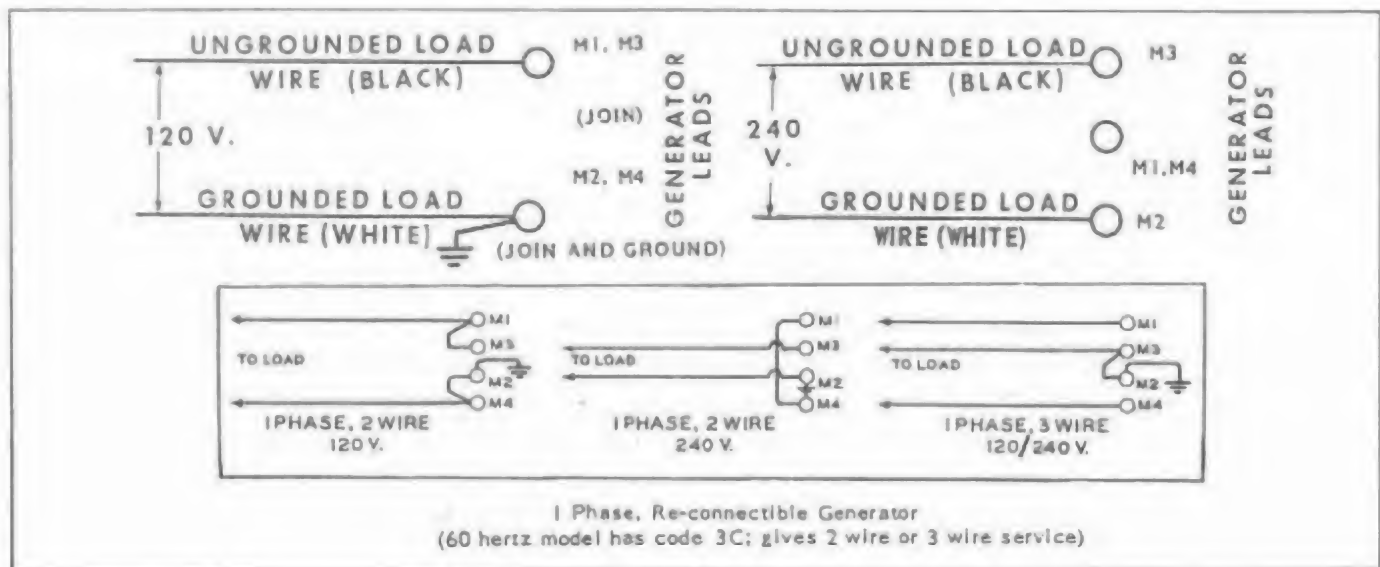 UNGROUNDED LOAD
WIRE (BLACK)
M1, M3
(JOIN)
120 V.
M2, M4
GENERATOR
LEADS
GROUNDED LOAD
WIRE (WHITE)
(JOIN AND GROUND)
UNGROUNDED LOAD
WIRE (BLACK)
M3
240
V.
M1,M4
GENERATOR
LEADS
GROUNDED LOAD
WIRE (WHITE)
M2
M1
M3
TO LOAD
M2
M4
1 PHASE, 2 WIRE
120 V.
M1
M3
TO LOAD
M2
M4
1 PHASE, 2 WIRE
240 V.
M1
M3
TO LOAD
M2
M4
1 PHASE, 3 WIRE
120/240 V.
1 Phase, Re-connectible Generator
(60 hertz model has code 3C; gives 2 wire or 3 wire service)